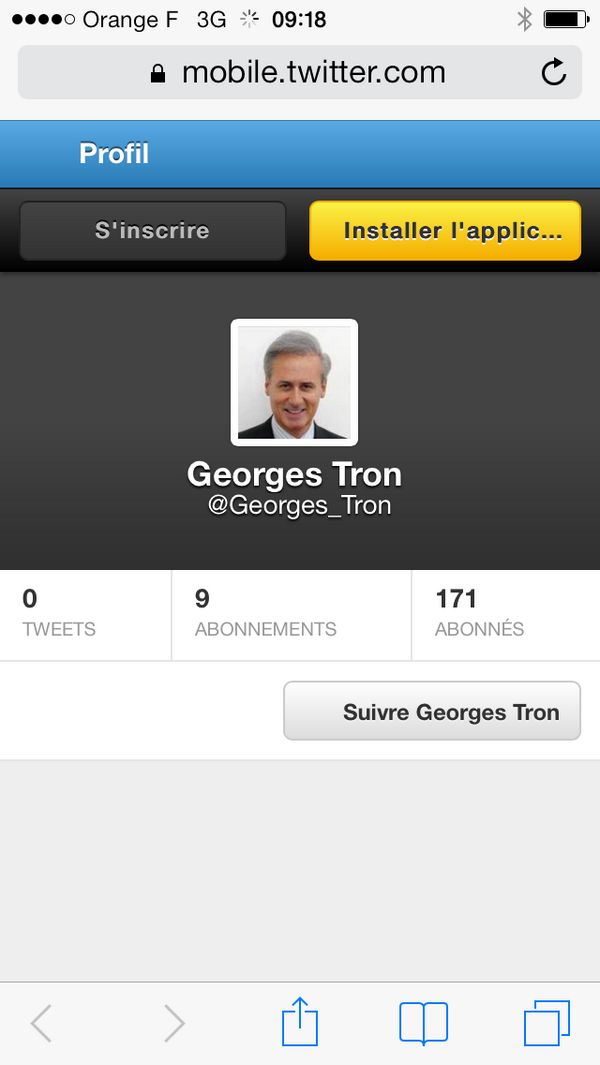 Orange F 3G 09:18
mobile.twitter.com
Profil
S'inscrire
Installer l'applic...
Georges Tron
@Georges_Tron
0
TWEETS
9
ABONNEMENTS
171
ABONNÉS
Suivre Georges Tron